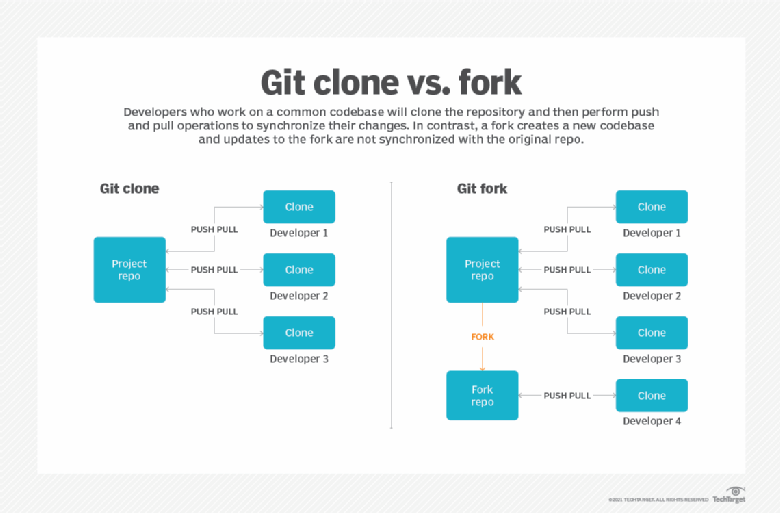 Git clone vs. fork
Developers who work on a common codebase will clone the repository and then perform push
and pull operations to synchronize their changes. In contrast, a fork creates a new codebase
and updates to the fork are not synchronized with the original repo.
Git clone
Clone
PUSH PULL
Developer 1
Project
repo
PUSH PULL
Clone
Developer 2
PUSH PULL
Clone
Developer 3
Git fork
Clone
PUSH PULL
Developer 1
Project
repo
PUSH PULL
Clone
Developer 2
PUSH PULL
Clone
Developer 3
FORK
Fork
repo
PUSH PULL
Clone
Developer 4
©2021 TECHTARGET. ALL RIGHTS RESERVED
TechTarget